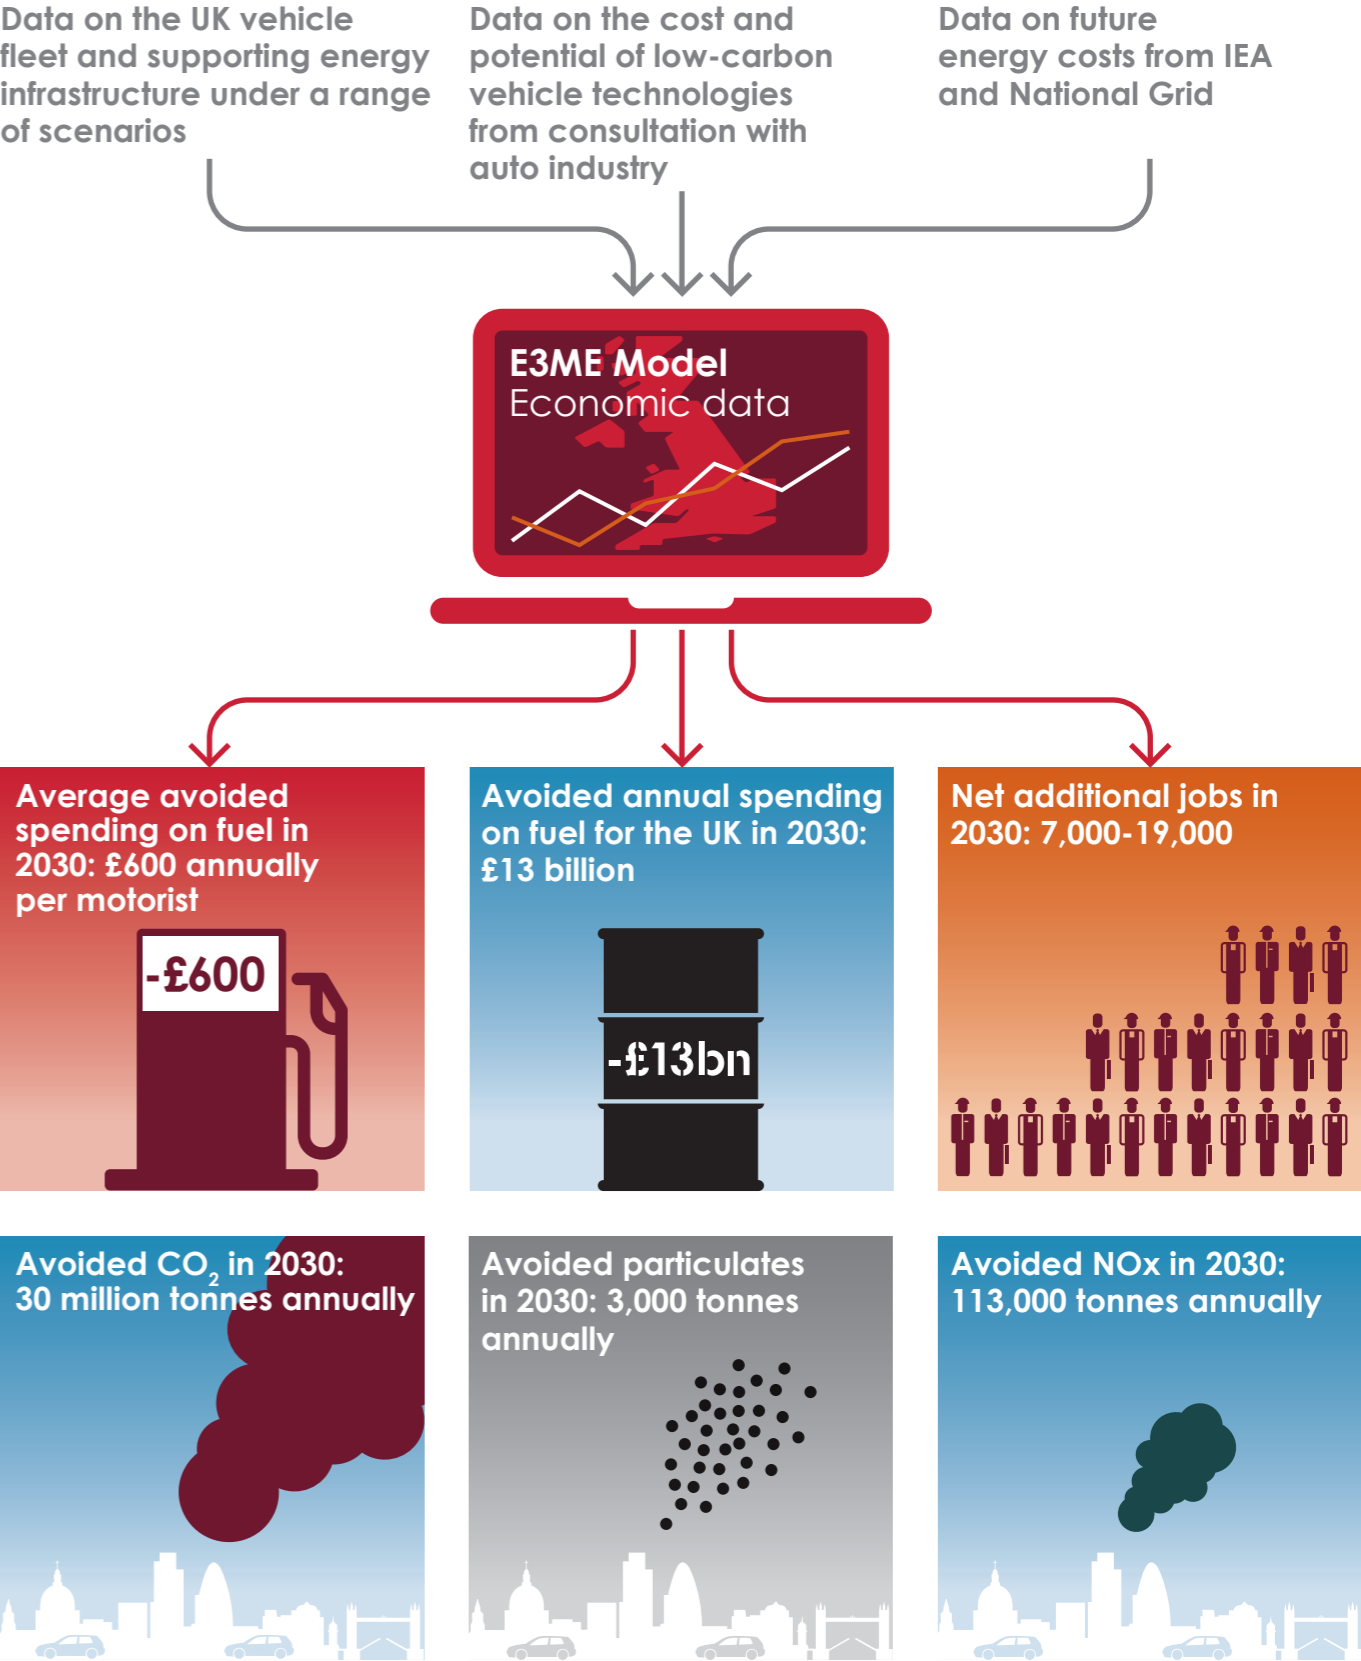 Data on the UK vehicle
fleet and supporting energy
infrastructure under a range
of scenarios
Data on the cost and
potential of low-carbon
vehicle technologies
from consultation with
auto industry
Data on future
energy costs from IEA
and National Grid
E3ME Model
Economic data
Average avoided
spending on fuel in
2030: £600 annually
per motorist
-£600
Avoided annual spending
on fuel for the UK in 2030:
£13 billion
-£13bn
Net additional jobs in
2030: 7,000-19,000
Avoided CO₂ in 2030:
30 million tonnes annually
Avoided particulates
in 2030: 3,000 tonnes
annually
Avoided NOx in 2030:
113,000 tonnes annually